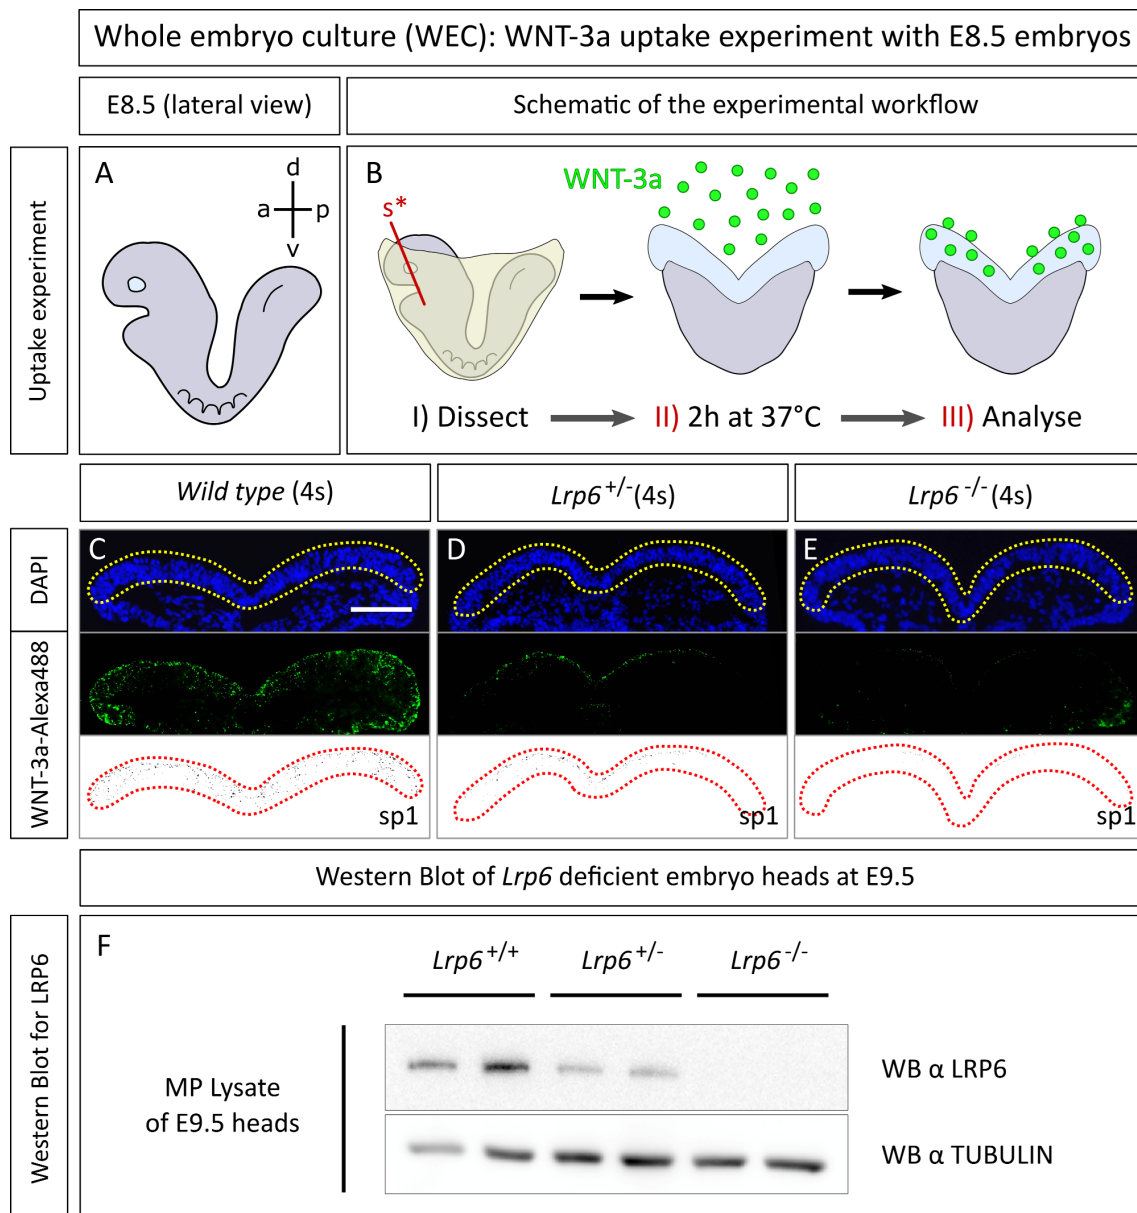 Whole embryo culture (WEC): WNT-3a uptake experiment with E8.5 embryos
E8.5 (lateral view)
Schematic of the experimental workflow
Uptake experiment
A
d
a
p
v
B
s*
WNT-3a
I) Dissect
II) 2h at 37°C
III) Analyse
Wild type (4s)
Lrp6+/-(4s)
Lrp6-/-(4s)
DAPI
WNT-3a-Alexa488
C
D
E
sp1
sp1
sp1
Western Blot of Lrp6 deficient embryo heads at E9.5
Western Blot for LRP6
F
Lrp6+/+
Lrp6+/-
Lrp6-/-
MP Lysate
of E9.5 heads
WB α LRP6
WB α TUBULIN